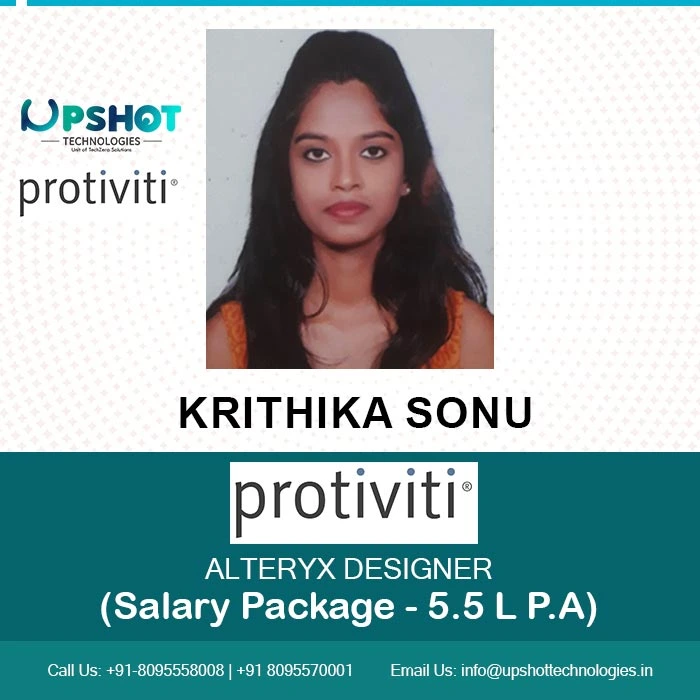 UPSHOT
TECHNOLOGIES
Unit of TechZera Solutions
protiviti®
KRITHIKA SONU
protiviti®
ALTERYX DESIGNER
(Salary Package - 5.5 L P.A)
Call Us: +91-8095558008 | +91 8095570001 Email Us: info@upshottechnologies.in